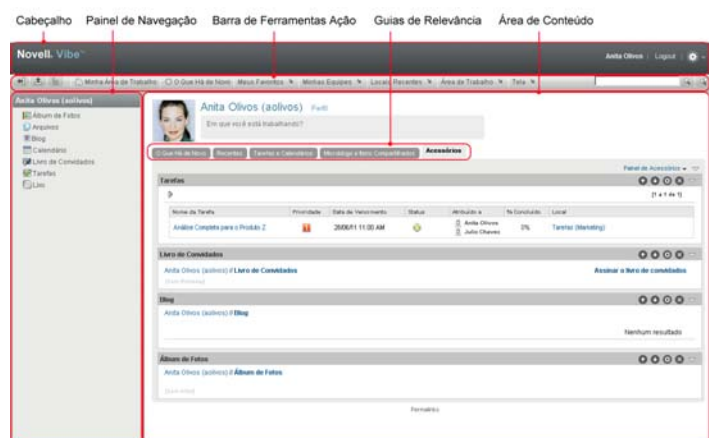 Cabeçalho Painel de Navegação Barra de Ferramentas Ação Guias de Relevância Área de Conteúdo
Novell. Vibe™
Anita Olivos | Logout
Minha Área de Trabalho O Que Há de Novo Meus Favoritos Minhas Equipes Locais Recentes Área de Trabalho Tela
Anita Olivos (aolivos)
Álbum de Fotos
Arquivos
Blog
Calendário
Livro de Convidados
Tarefas
Anita Olivos (aolivos) Perfil
Em que você está trabalhando?
O Que Há de Novo Recentes Tarefas e Calendários Microblogs e Itens Compartilhados Acessórios
Painel de Acessórios
Tarefas
[1 a 1 de 1]
Nome da Tarefa Prioridade Data de Vencimento Status Atribuído a % Concluído Local
Análise Completa para o Produto Z 26/06/11 11:00 AM Anita Olivos 0% Tarefas (Marketing)
Julio Chavez
Livro de Convidados
Anita Olivos (aolivos) // Livro de Convidados Assinar o livro de convidados
Blog
Anita Olivos (aolivos) // Blog
Nenhum resultado
Álbum de Fotos
Anita Olivos (aolivos) // Álbum de Fotos
Permalinks